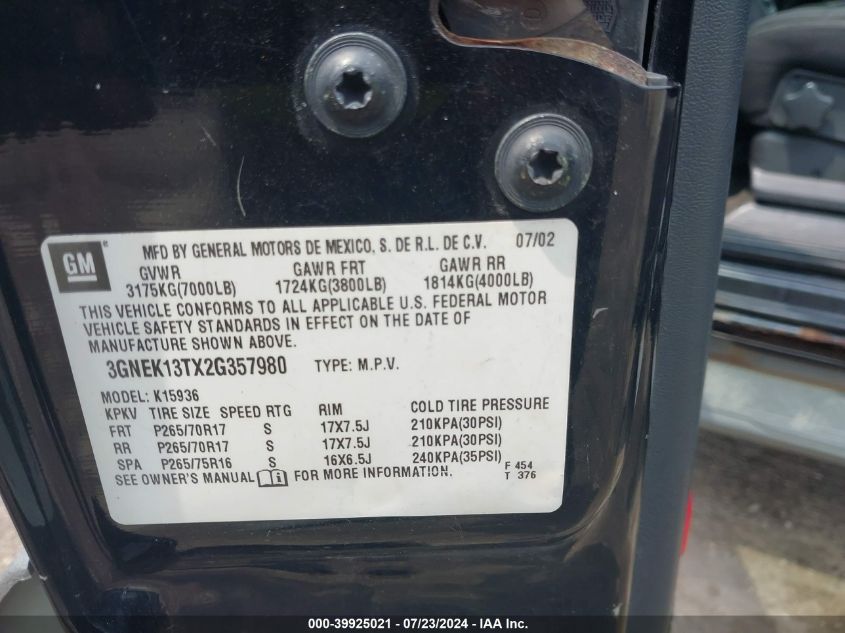 GM
® MFD BY GENERAL MOTORS DE MEXICO, S. DE R.L. DE C.V. 07/02
GVWR GAWR FRT GAWR RR
3175KG(7000LB) 1724KG(3800LB) 1814KG(4000LB)
THIS VEHICLE CONFORMS TO ALL APPLICABLE U.S. FEDERAL MOTOR
VEHICLE SAFETY STANDARDS IN EFFECT ON THE DATE OF
MANUFACTURE SHOWN ABOVE.
3GNEK13TX2G357980 TYPE: M.P.V.
MODEL: K15936
KPKV TIRE SIZE SPEED RTG RIM COLD TIRE PRESSURE
FRT P265/70R17 S 17X7.5J 210KPA(30PSI)
RR P265/70R17 S 17X7.5J 210KPA(30PSI)
SPA P265/75R16 S 16X6.5J 240KPA(35PSI)
SEE OWNER'S MANUAL FOR MORE INFORMATION.
F 454
T 376
000-39925021 - 07/23/2024 - IAAI.com